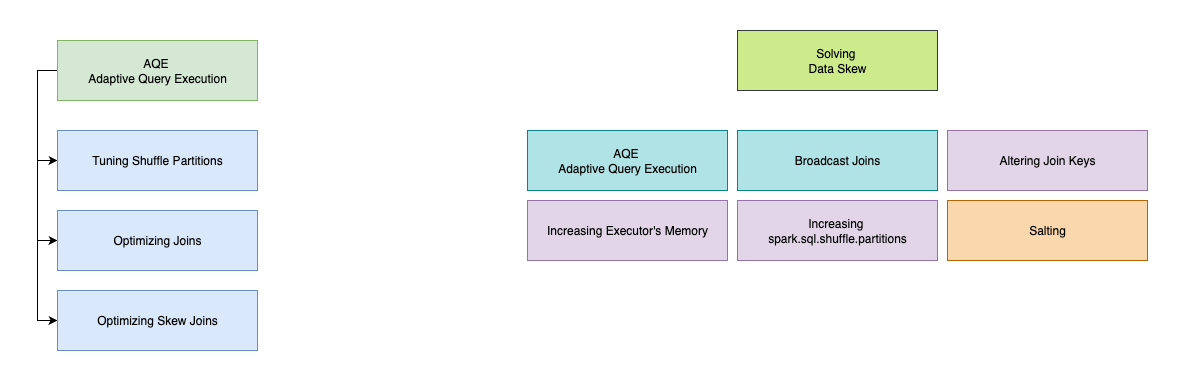 AQE
Adaptive Query Execution
Tuning Shuffle Partitions
Optimizing Joins
Optimizing Skew Joins
Solving
Data Skew
AQE
Adaptive Query Execution
Broadcast Joins
Altering Join Keys
Increasing Executor's Memory
Increasing
spark.sql.shuffle.partitions
Salting